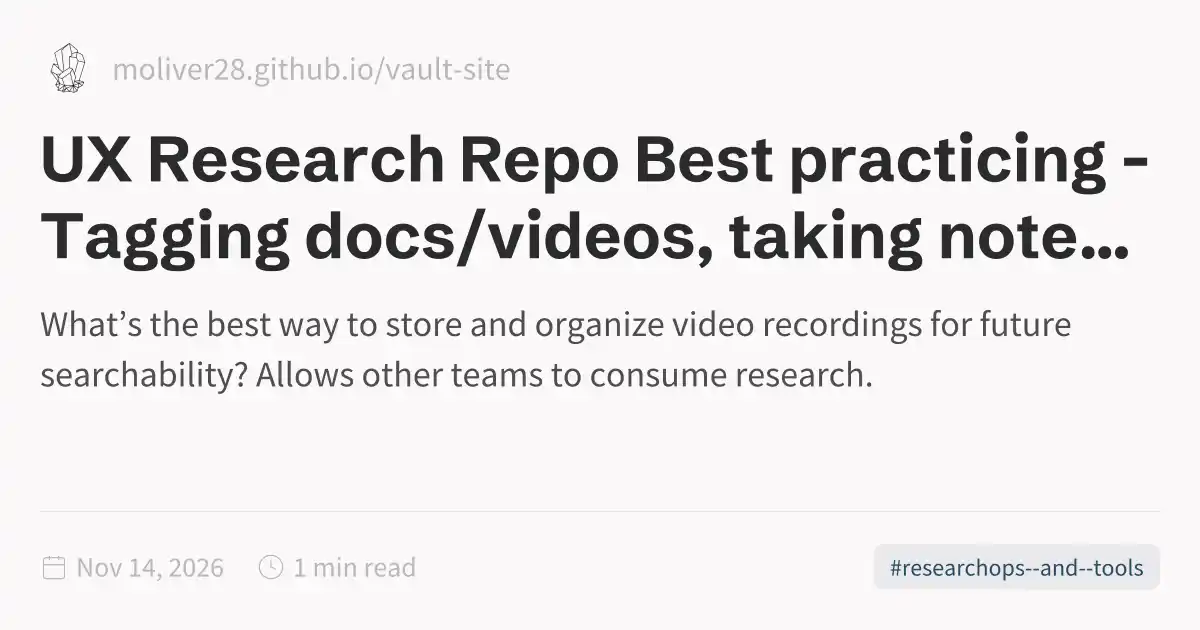 moliver28.github.io/vault-site
UX Research Repo Best practicing -
Tagging docs/videos, taking note...
What’s the best way to store and organize video recordings for future
searchability? Allows other teams to consume research.
Nov 14, 2026 1 min read #researchops--and--tools